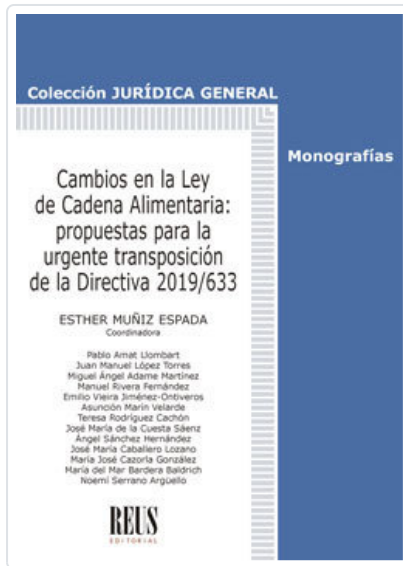 Colección JURÍDICA GENERAL
Monografías
Cambios en la Ley
de Cadena Alimentaria:
propuestas para la
urgente transposición
de la Directiva 2019/633
ESTHER MUÑIZ ESPADA
Coordinadora
Pablo Amat Llombart
Juan Manuel López Torres
Miguel Ángel Adame Martínez
Manuel Rivera Fernández
Emilio Vieira Jiménez-Ontiveros
Asunción Marín Velarde
Teresa Rodríguez Cachón
José María de la Cuesta Sáenz
Ángel Sánchez Hernández
José María Caballero Lozano
María José Cazorla González
María del Mar Bardera Baldrich
Noemí Serrano Argüello
REUS
EDITORIAL